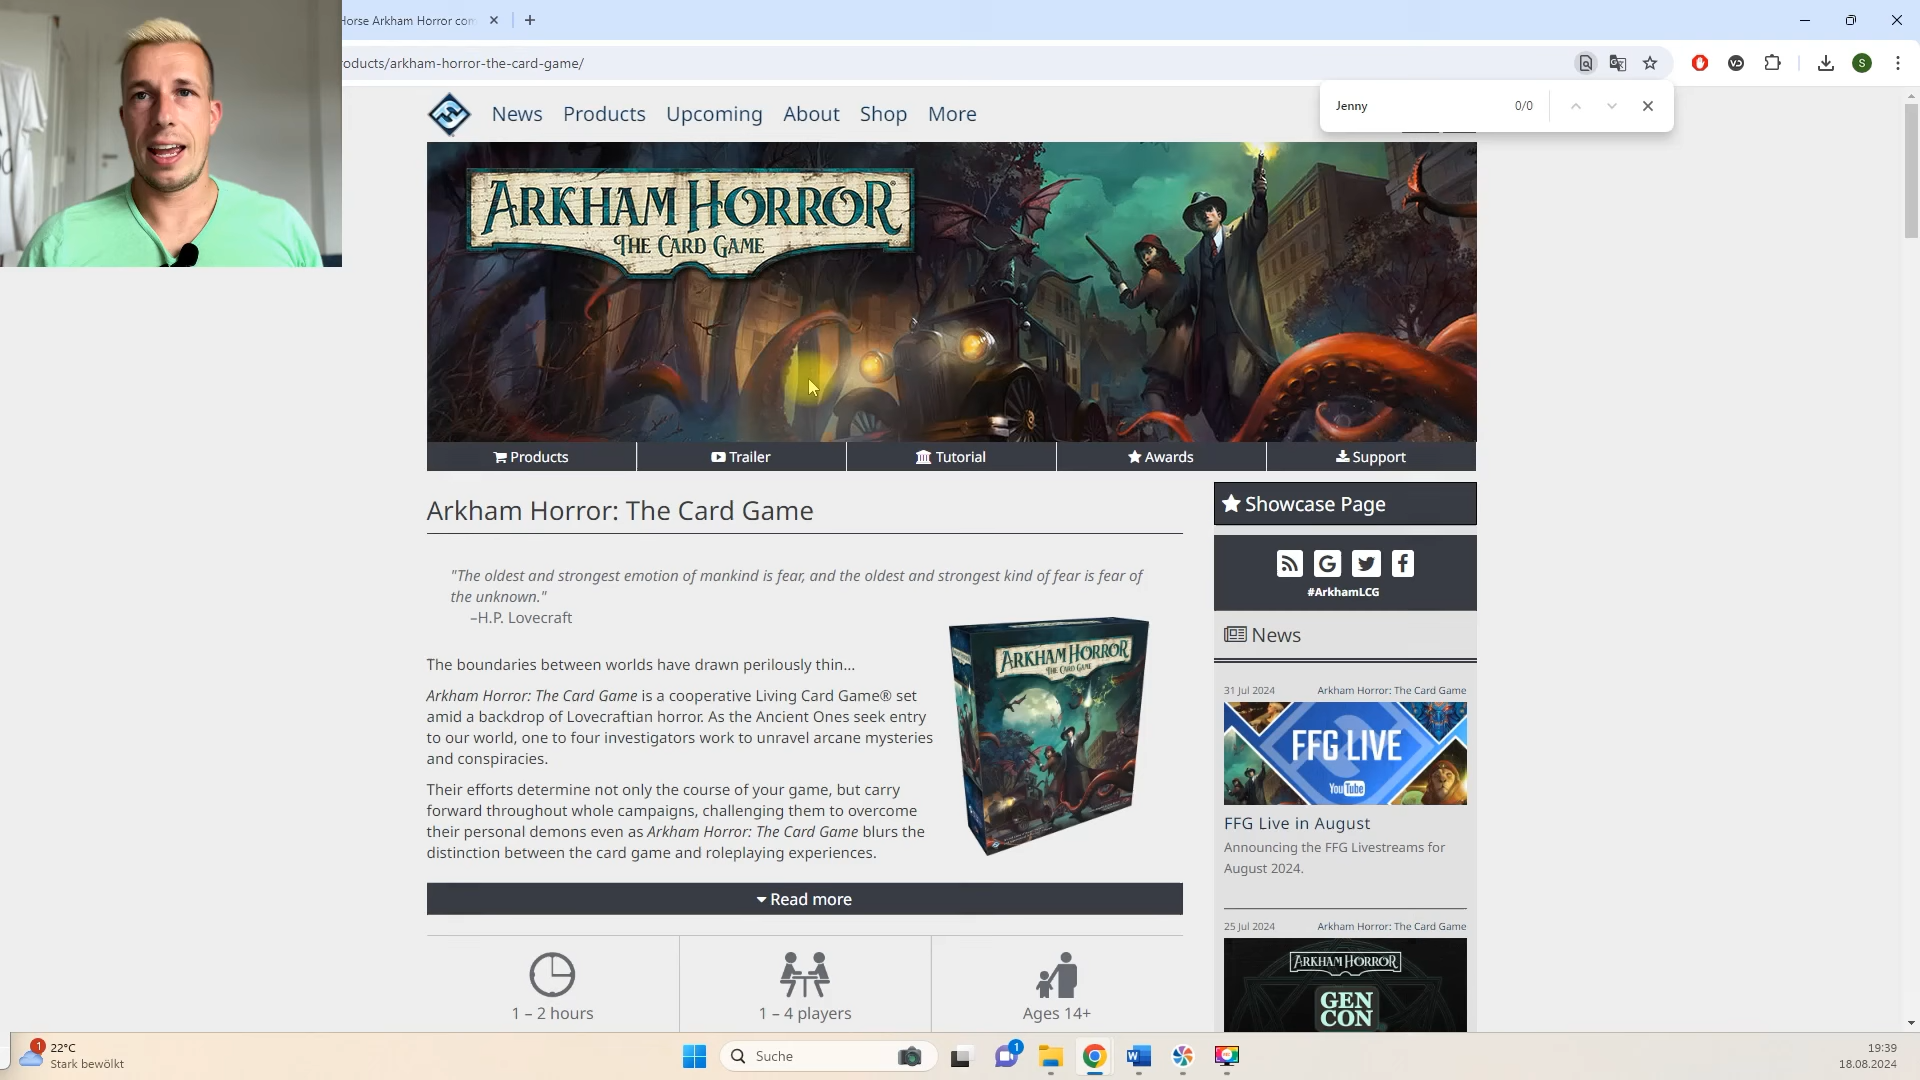 Horse Arkham Horror com
oducts/arkham-horror-the-card-game/
Jenny 0/0
News Products Upcoming About Shop More
ARKHAM HORROR
THE CARD GAME
Products Trailer Tutorial Awards Support
Arkham Horror: The Card Game
"The oldest and strongest emotion of mankind is fear, and the oldest and strongest kind of fear is fear of
the unknown."
–H.P. Lovecraft
The boundaries between worlds have drawn perilously thin...
Arkham Horror: The Card Game is a cooperative Living Card Game® set
amid a backdrop of Lovecraftian horror. As the Ancient Ones seek entry
to our world, one to four investigators work to unravel arcane mysteries
and conspiracies.
Their efforts determine not only the course of your game, but carry
forward throughout whole campaigns, challenging them to overcome
their personal demons even as Arkham Horror: The Card Game blurs the
distinction between the card game and roleplaying experiences.
ARKHAM HORROR
THE CARD GAME
Read more
1 – 2 hours
1 – 4 players
Ages 14+
Showcase Page
#ArkhamLCG
News
31 Jul 2024 Arkham Horror: The Card Game
FFG LIVE
YouTube
FFG Live in August
Announcing the FFG Livestreams for
August 2024.
25 Jul 2024 Arkham Horror: The Card Game
ARKHAM HORROR
GEN
CON
1
22°C
Stark bewölkt
Suche
1
19:39
18.08.2024
S